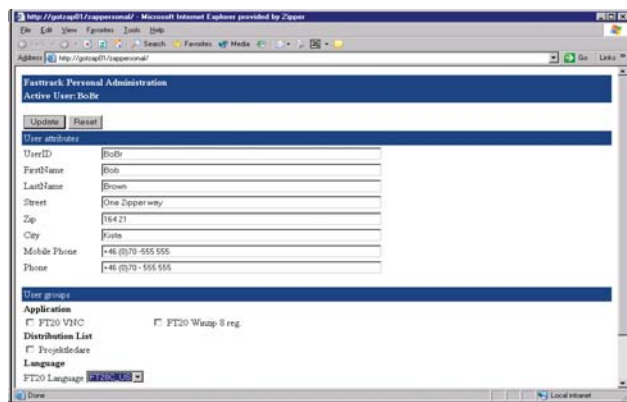 http://gotzap01/zappersonal/ - Microsoft Internet Explorer provided by Zipper
File Edit View Favorites Tools Help
Search Favorites Media
Address http://gotzap01/zappersonal/ Go Links »
Fasttrack Personal Administration
Active User: BoBr
Update Reset
User attributes
UserID BoBr
FirstName Bob
LastName Brown
Street One Zipper way
Zip 164 21
City Kista
Mobile Phone +46 (0)70 -555 555
Phone +46 (0)70 - 555 555
User groups
Application
FT20 VNC FT20 Winzip 8 reg.
Distribution List
Projektledare
Language
FT20 Language
Done Local intranet